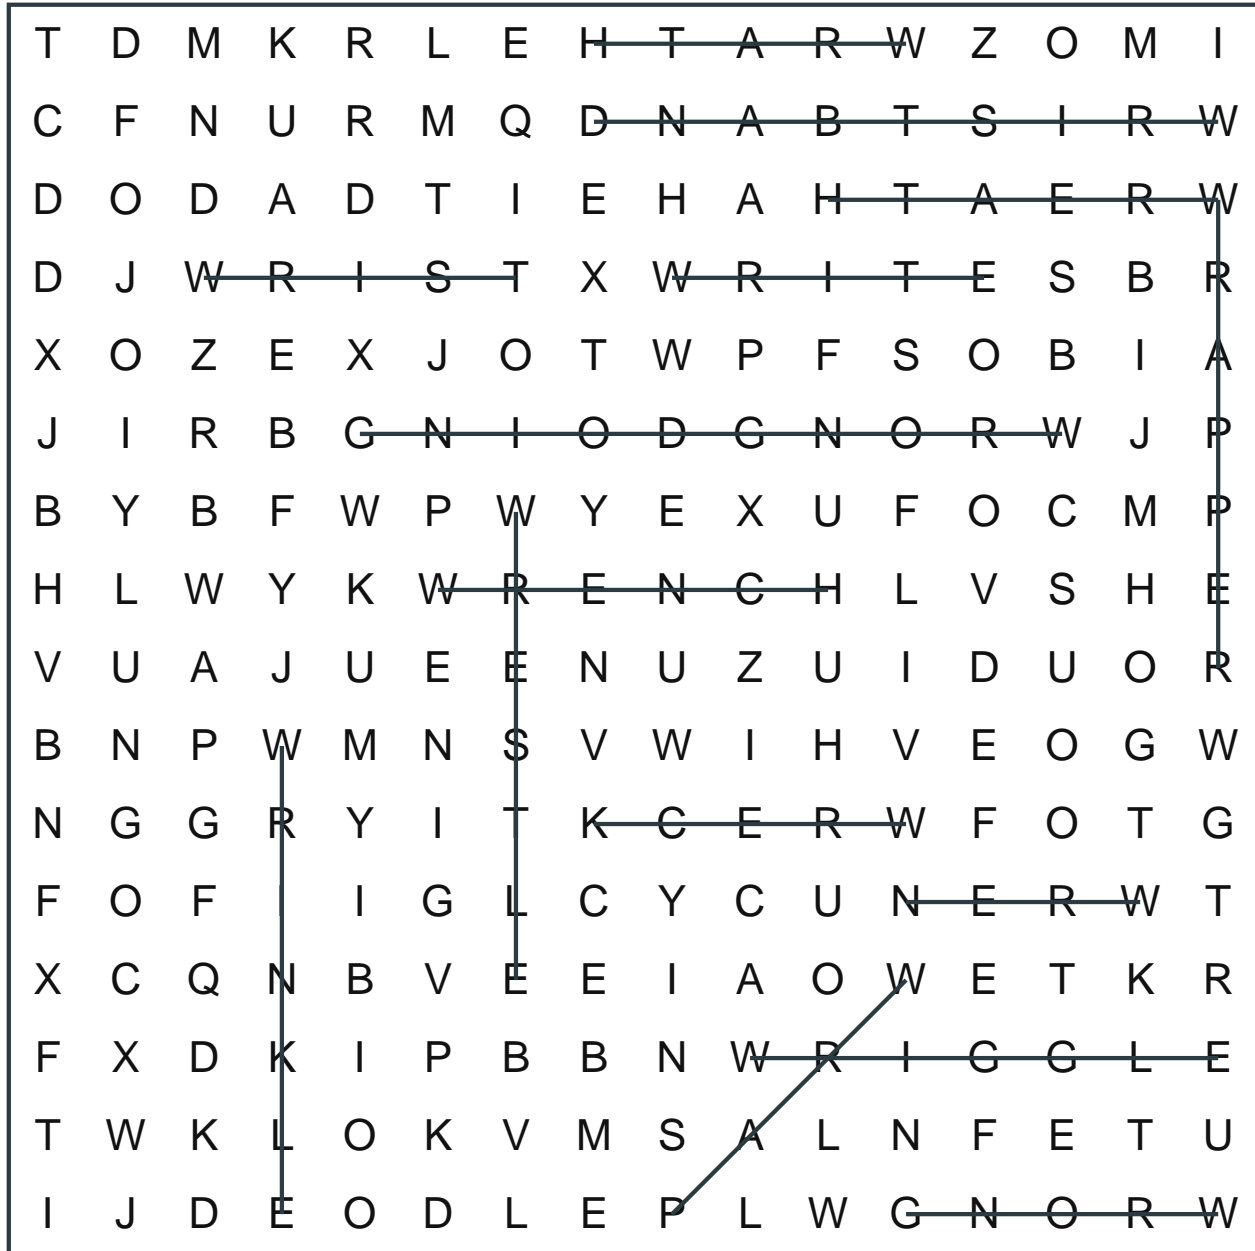 T D M K R L E H T A R W Z O M I
C F N U R M Q D N A B T S I R W
D O D A D T I E H A H T A E R W
D J W R I S T X W R I T E S B R
X O Z E X J O T W P F S O B I A
J I R B G N I O D G N O R W J P
B Y B F W P W Y E X U F O C M P
H L W Y K W R E N C H L V S H E
V U A J U E E N U Z U I D U O R
B N P W M N S V W I H V E O G W
N G G R Y I T K C E R W F O T G
F O F I I G L C Y C U N E R W T
X C Q N B V E E I A O W E T K R
F X D K I P B B N W R I G G L E
T W K L O K V M S A L N F E T U
I J D E O D L E P L W G N O R W